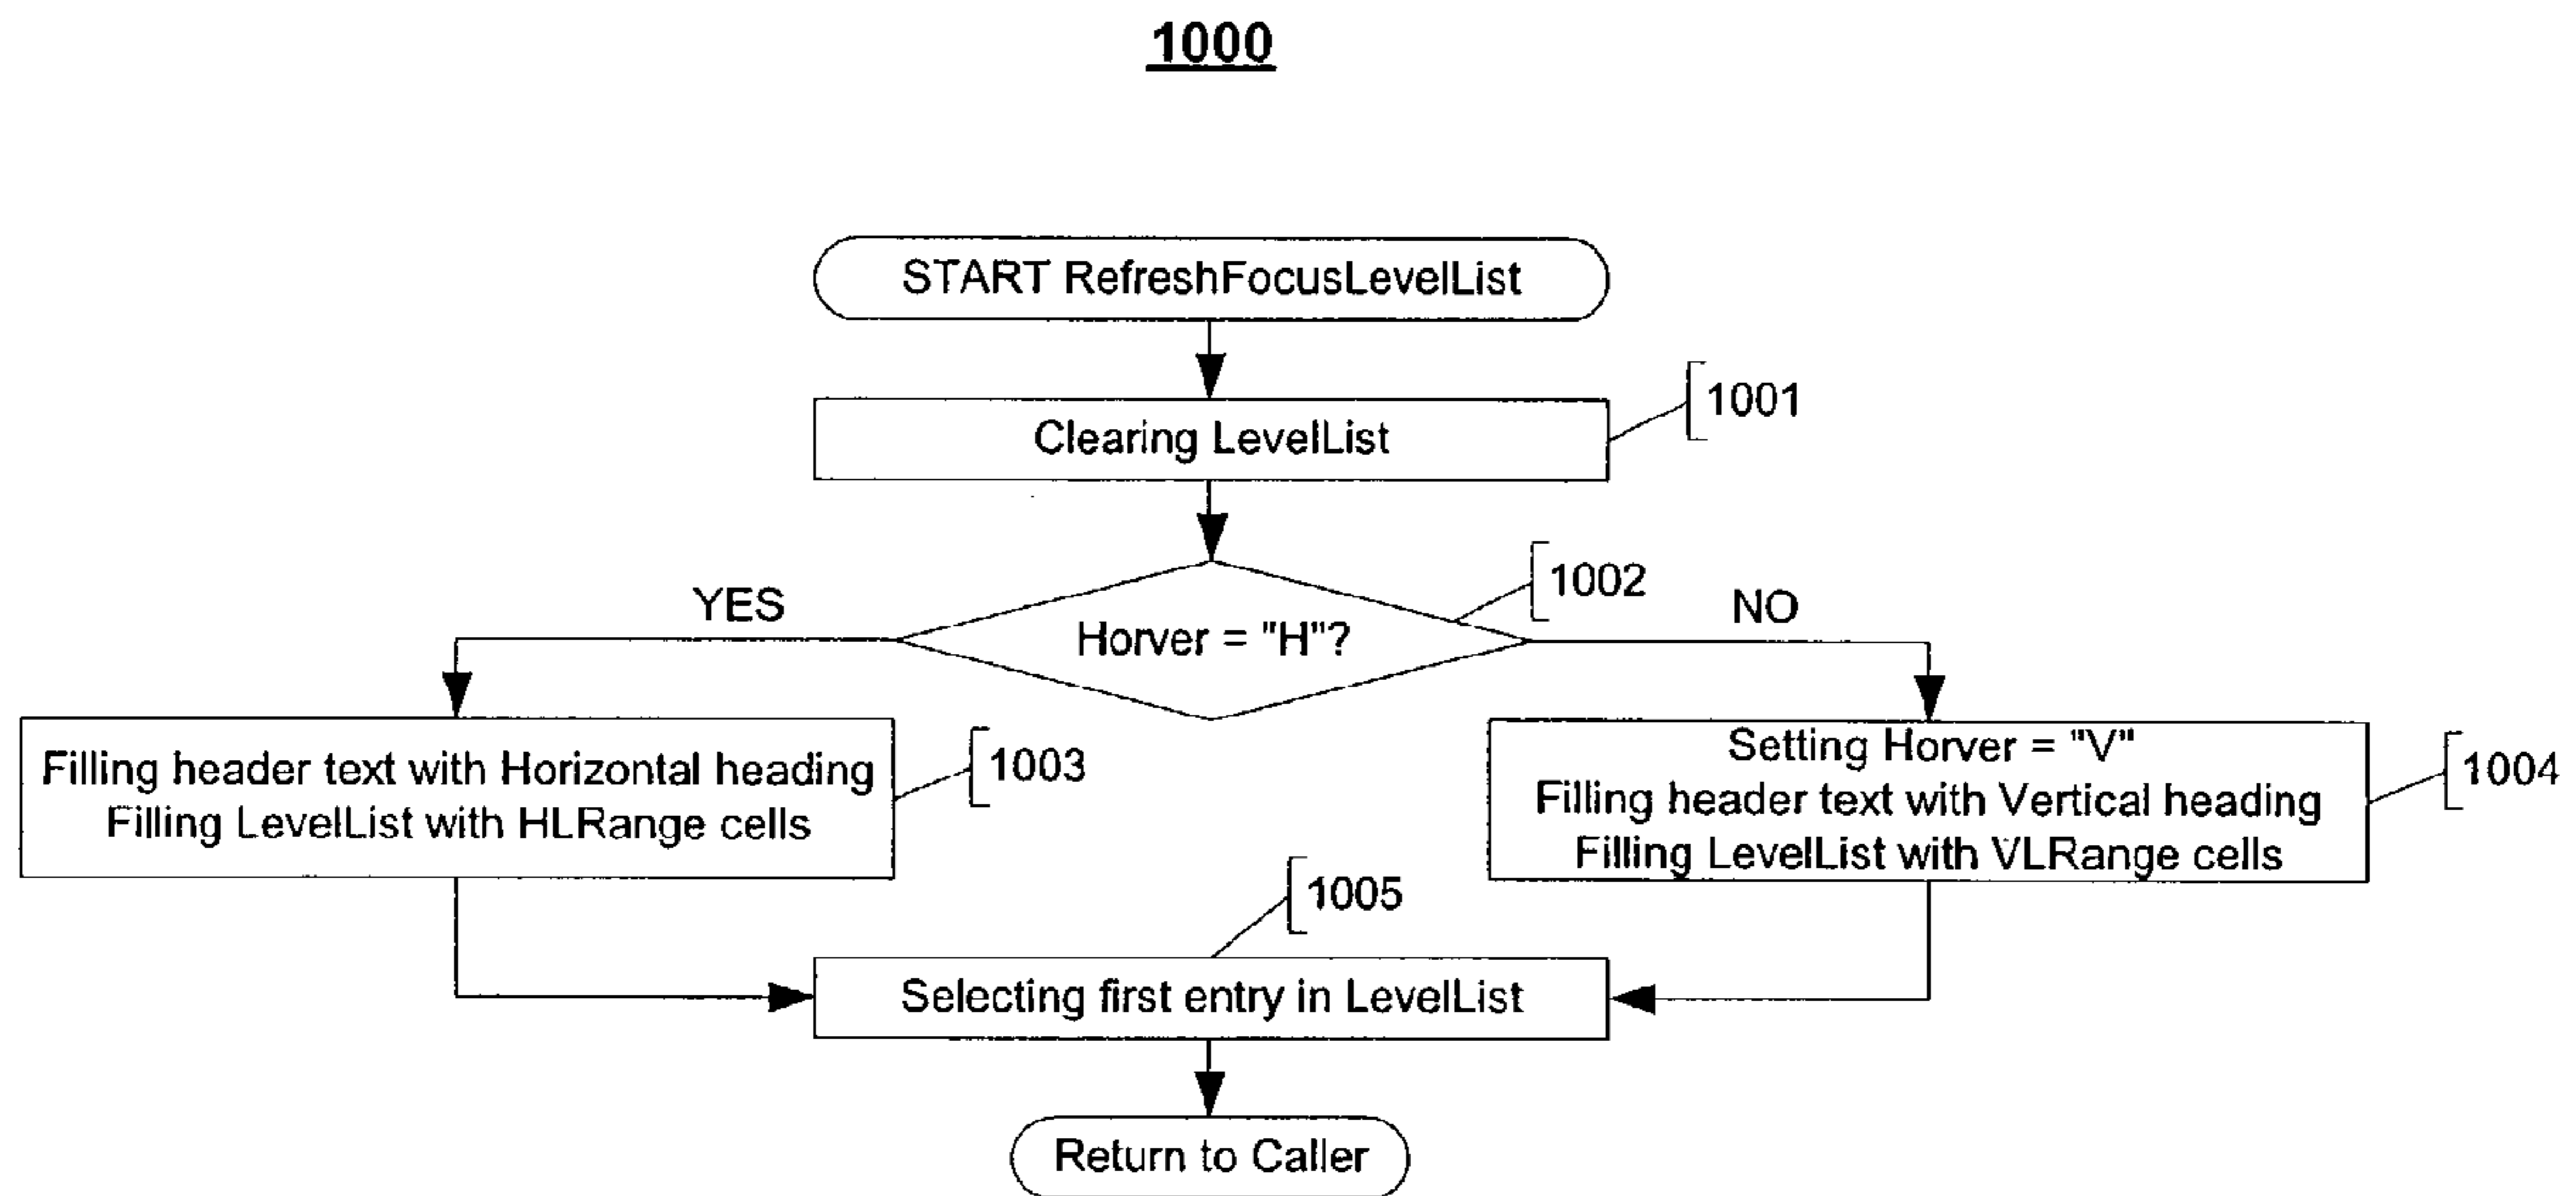 1000
START RefreshFocusLevelList
1001
Clearing LevelList
1002
YES
NO
Horver = "H"?
1003
Filling header text with Horizontal heading
Filling LevelList with HLRange cells
1004
Setting Horver = "V"
Filling header text with Vertical heading
Filling LevelList with VLRange cells
1005
Selecting first entry in LevelList
Return to Caller